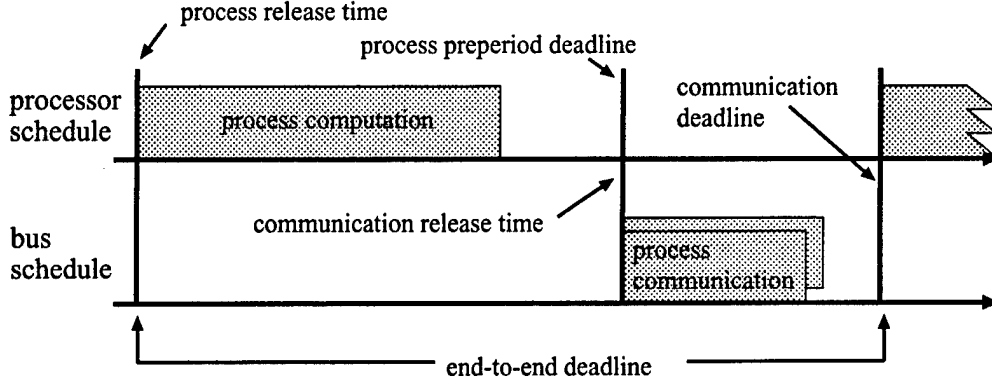 process release time
process preperiod deadline
communication
deadline
processor
schedule
process computation
communication release time
bus
schedule
process
communication
end-to-end deadline